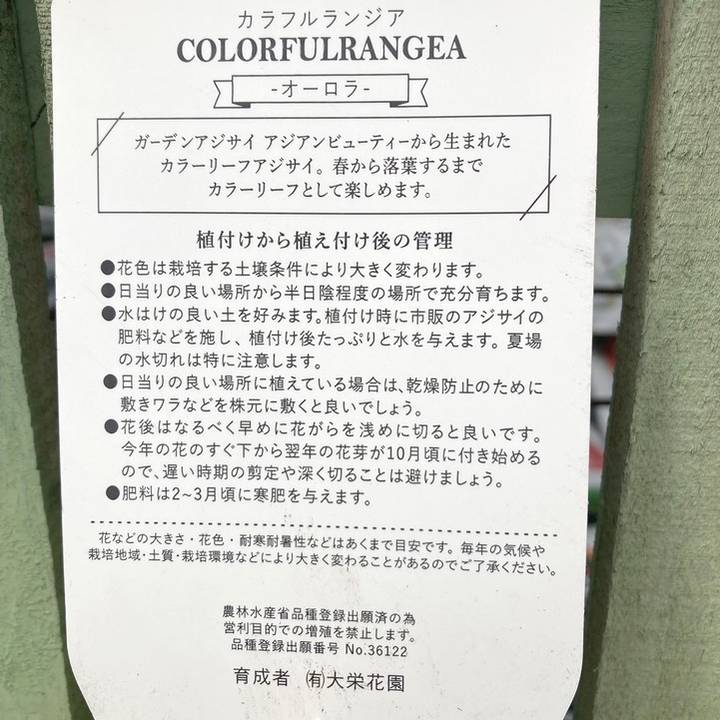 カラフルランジア
COLORFULRANGEA
-オーロラ-
ガーデンアジサイ アジアンビューティーから生まれた
カラーリーフアジサイ。春から落葉するまで
カラーリーフとして楽しめます。
植付けから植え付け後の管理
●花色は栽培する土壌条件により大きく変わります。
●日当りの良い場所から半日陰程度の場所で充分育ちます。
●水はけの良い土を好みます。植付け時に市販のアジサイの
肥料などを施し、植付け後たっぷりと水を与えます。夏場
の水切れは特に注意します。
●日当りの良い場所に植えている場合は、乾燥防止のために
敷きワラなどを株元に敷くと良いでしょう。
●花後はなるべく早めに花がらを浅めに切ると良いです。
今年の花のすぐ下から翌年の花芽が10月頃に付き始める
ので、遅い時期の剪定や深く切ることは避けましょう。
●肥料は2~3月頃に寒肥を与えます。
花などの大きさ・花色・耐寒耐暑性などはあくまで目安です。毎年の気候や
栽培地域・土質・栽培環境などにより大きく変わることがあるのでご了承ください。
農林水産省品種登録出願済の為
営利目的での増殖を禁止します。
品種登録出願番号 No.36122
育成者 ㈲大栄花園